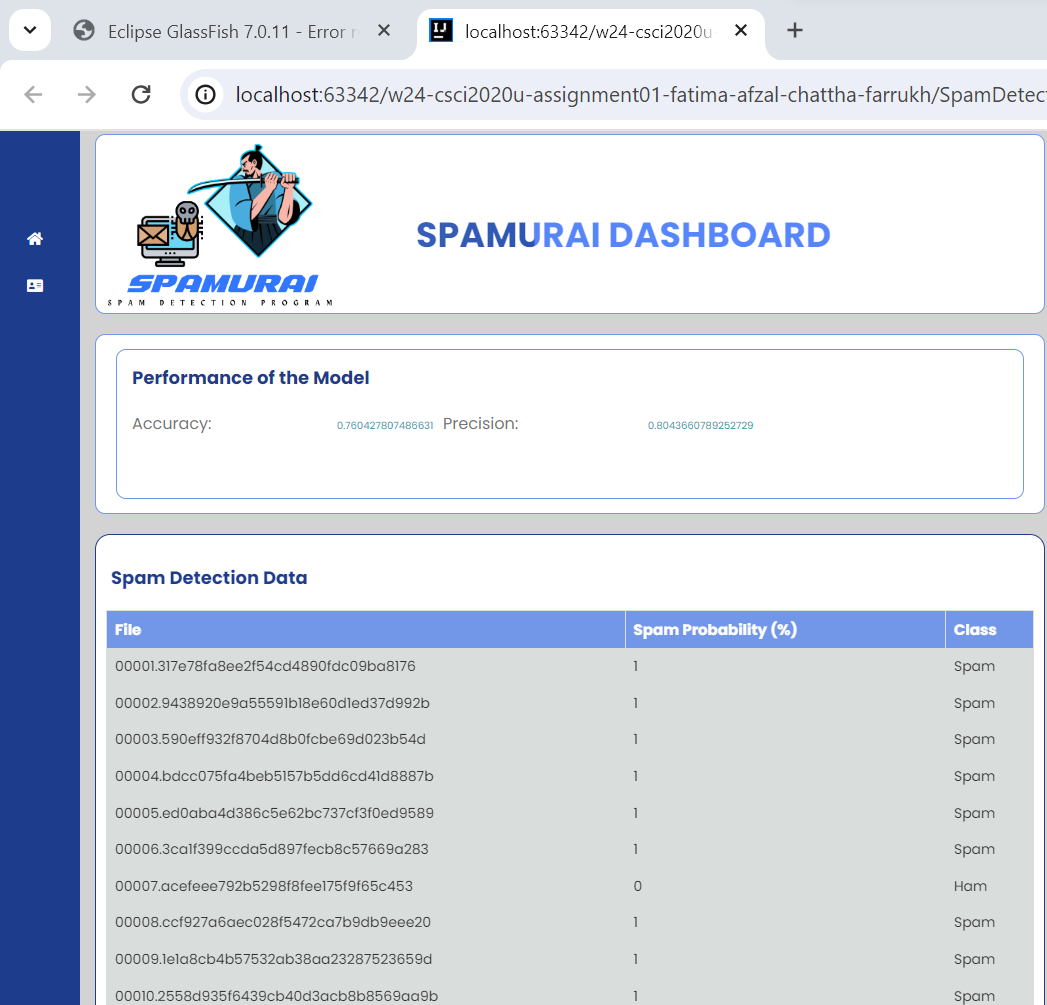 Eclipse GlassFish 7.0.11 - Error
localhost:63342/w24-csci2020u-
localhost:63342/w24-csci2020u-assignment01-fatima-afzal-chattha-farrukh/SpamDetec
SPAMURAI
SPAM DETECTION PROGRAM
SPAMURAI DASHBOARD
Performance of the Model
Accuracy: 0.760427807486631 Precision: 0.8043660789252729
Spam Detection Data
File Spam Probability (%) Class
00001.317e78fa8ee2f54cd4890fdc09ba8176 1 Spam
00002.9438920e9a55591b18e60d1ed37d992b 1 Spam
00003.590eff932f8704d8b0fcbe69d023b54d 1 Spam
00004.bdcc075fa4beb5157b5dd6cd41d8887b 1 Spam
00005.ed0aba4d386c5e62bc737cf3f0ed9589 1 Spam
00006.3ca1f399ccda5d897fecb8c57669a283 1 Spam
00007.acefeee792b5298f8fee175f9f65c453 0 Ham
00008.ccf927a6aec028f5472ca7b9db9eee20 1 Spam
00009.1e1a8cb4b57532ab38aa23287523659d 1 Spam
00010.2558d935f6439cb40d3acb8b8569aa9b 1 Spam